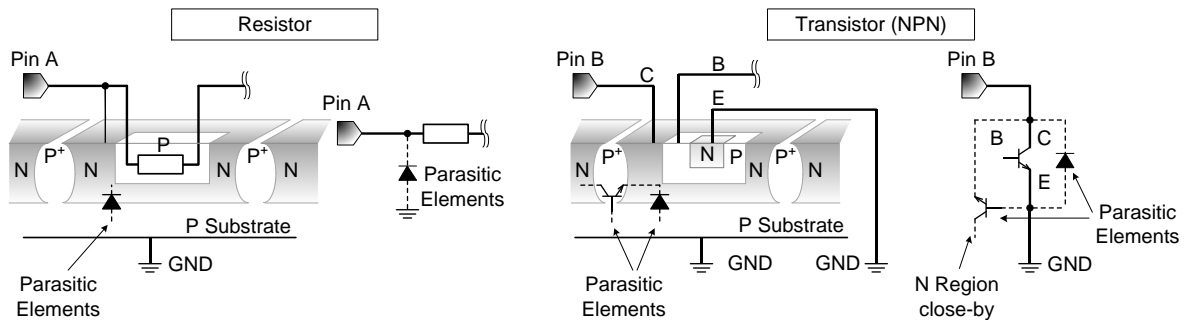 Resistor
Transistor (NPN)
Pin A
Pin A
N
P+
N
P
N
P+
N
Parasitic
Elements
P Substrate
GND
Parasitic
Elements
Pin B
C
B
E
N
P+
N
N
P
N
P+
N
P Substrate
GND
GND
Parasitic
Elements
Pin B
B
C
E
Parasitic
Elements
GND
N Region
close-by